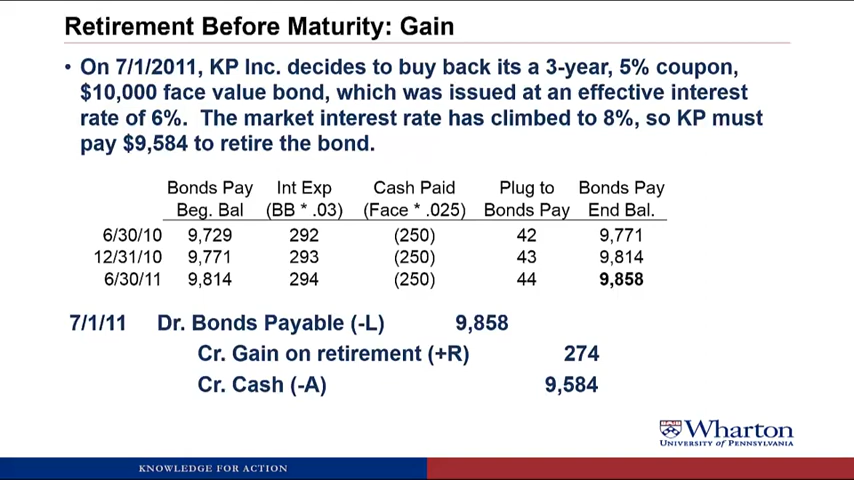 Retirement Before Maturity: Gain
• On 7/1/2011, KP Inc. decides to buy back its a 3-year, 5% coupon,
$10,000 face value bond, which was issued at an effective interest
rate of 6%. The market interest rate has climbed to 8%, so KP must
pay $9,584 to retire the bond.
Bonds Pay Int Exp Cash Paid Plug to Bonds Pay
Beg. Bal (BB * .03) (Face * .025) Bonds Pay End Bal.
6/30/10 9,729 292 (250) 42 9,771
12/31/10 9,771 293 (250) 43 9,814
6/30/11 9,814 294 (250) 44 9,858
7/1/11 Dr. Bonds Payable (-L) 9,858
Cr. Gain on retirement (+R) 274
Cr. Cash (-A) 9,584
Wharton
UNIVERSITY of PENNSYLVANIA
KNOWLEDGE FOR ACTION